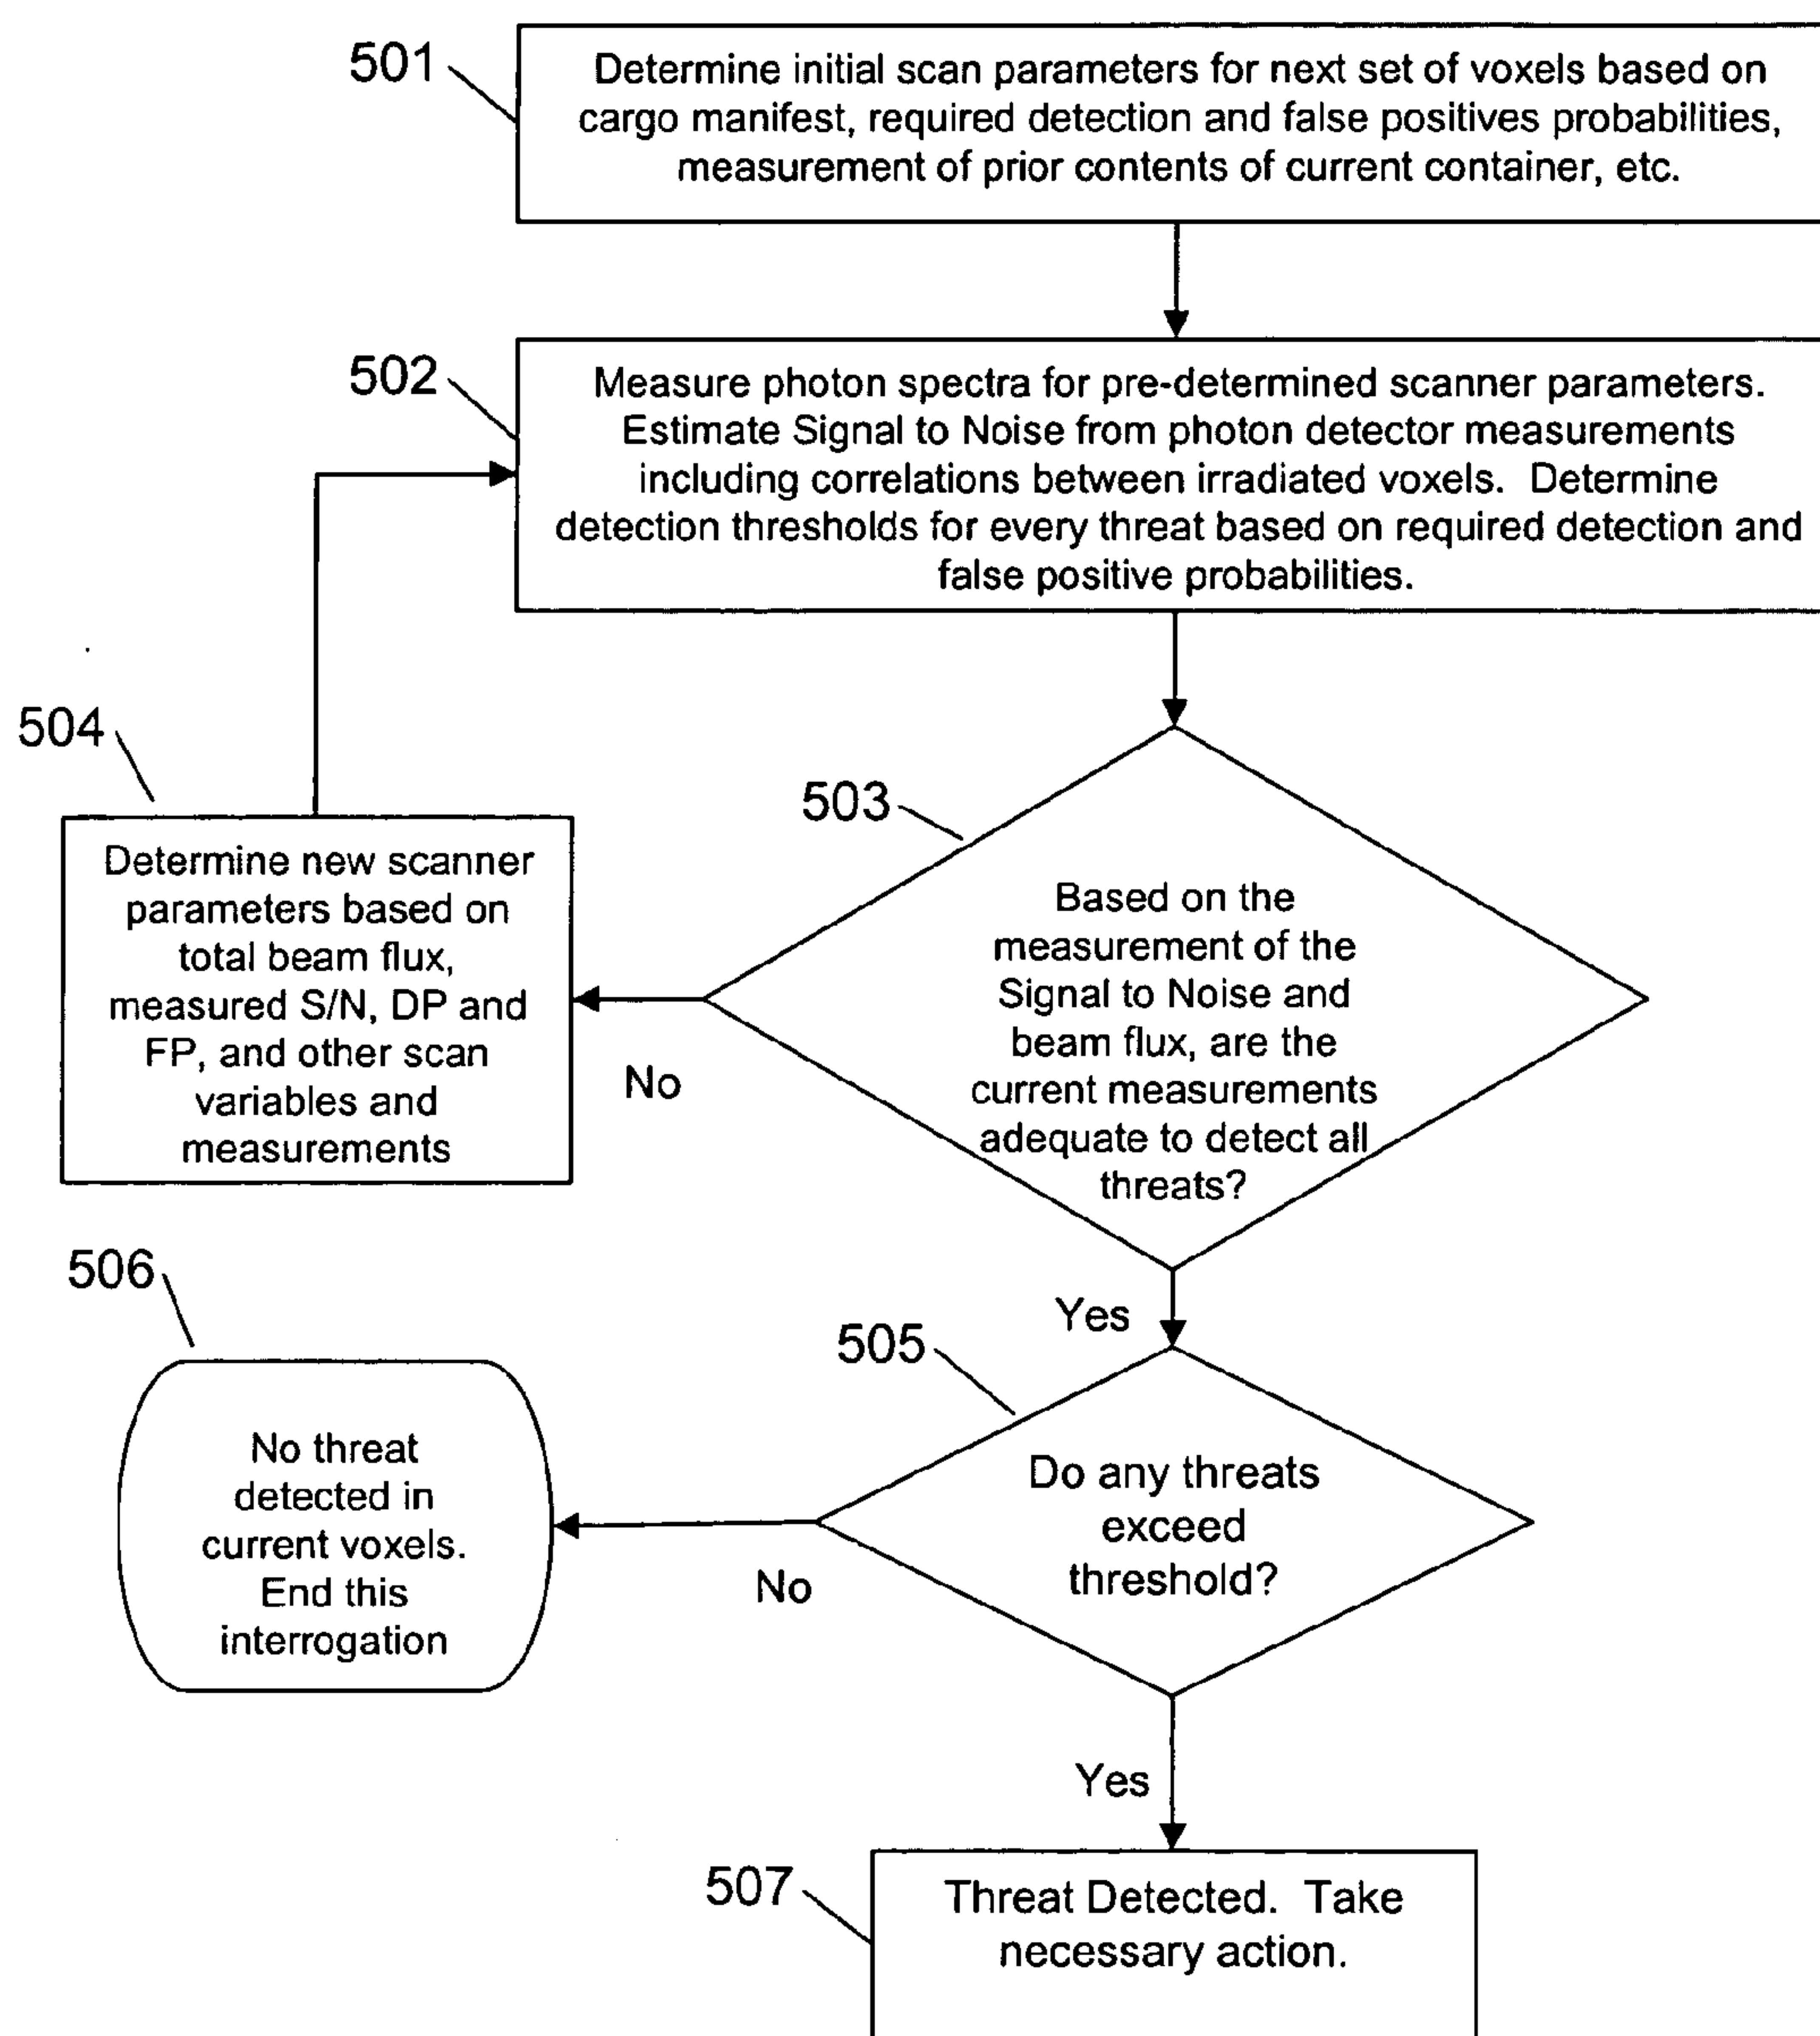 501
Determine initial scan parameters for next set of voxels based on
cargo manifest, required detection and false positives probabilities,
measurement of prior contents of current container, etc.
502
Measure photon spectra for pre-determined scanner parameters.
Estimate Signal to Noise from photon detector measurements
including correlations between irradiated voxels. Determine
detection thresholds for every threat based on required detection and
false positive probabilities.
503
Based on the
measurement of the
Signal to Noise and
beam flux, are the
current measurements
adequate to detect all
threats?
No
504
Determine new scanner
parameters based on
total beam flux,
measured S/N, DP and
FP, and other scan
variables and
measurements
Yes
505
Do any threats
exceed
threshold?
No
506
No threat
detected in
current voxels.
End this
interrogation
Yes
507
Threat Detected. Take
necessary action.